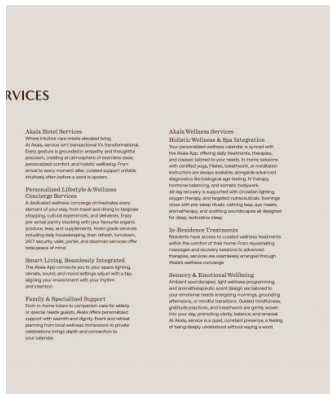 RVICES
Akala Hotel Services
Where intuitive care meets elevated living.
At Akala, service isn't transactional it's transformational.
Every gesture is grounded in empathy and thoughtful
precision, creating an atmosphere of seamless ease,
personalised comfort, and holistic wellbeing. From
arrival to every moment after, curated support unfolds
intuitively often before a word is spoken.
Personalized Lifestyle & Wellness
Concierge Services
A dedicated wellness concierge orchestrates every
element of your stay, from travel and dining to bespoke
shopping, cultural experiences, and deliveries. Enjoy
pre-arrival pantry stocking with your favourite organic
produce, teas, and supplements. Hotel-grade services
including daily housekeeping, linen refresh, turndown,
24/7 security, valet, porter, and doorman services offer
total peace of mind.
Smart Living, Seamlessly Integrated
The Akala App connects you to your space lighting,
climate, sound, and mood settings adjust with a tap,
aligning your environment with your rhythm
and intention.
Family & Specialised Support
From in-home tutors to companion care for elderly
or special needs guests, Akala offers personalized
support with warmth and dignity. Event and retreat
planning from local wellness immersions to private
celebrations brings depth and connection to
your calendar.
Akala Wellness Services
Holistic Wellness & Spa Integration
Your personalized wellness calendar is synced with
the Akala App, offering daily treatments, therapies,
and classes tailored to your needs. In-home sessions
with certified yoga, Pilates, breathwork, or meditation
instructors are always available, alongside advanced
diagnostics like biological age testing, IV therapy,
hormone balancing, and somatic bodywork.
Jet lag recovery is supported with circadian lighting,
oxygen therapy, and targeted nutraceuticals. Evenings
close with pre-sleep rituals: calming teas, eye masks,
aromatherapy, and soothing soundscapes all designed
for deep, restorative sleep.
In-Residence Treatments
Residents have access to curated wellness treatments
within the comfort of their home. From rejuvenating
massages and recovery sessions to advanced
therapies, services are seamlessly arranged through
Akala's wellness concierge
Sensory & Emotional Wellbeing
Ambient soundscapes, light wellness programming,
and aromatherapeutic scent design are tailored to
your emotional needs energizing mornings, grounding
afternoons, or mindful transitions. Guided mindfulness,
gratitude practices, and breathwork are gently woven
into your day, promoting clarity, balance, and renewal.
At Akala, service is a quiet, constant presence, a feeling
of being deeply understood without saying a word.